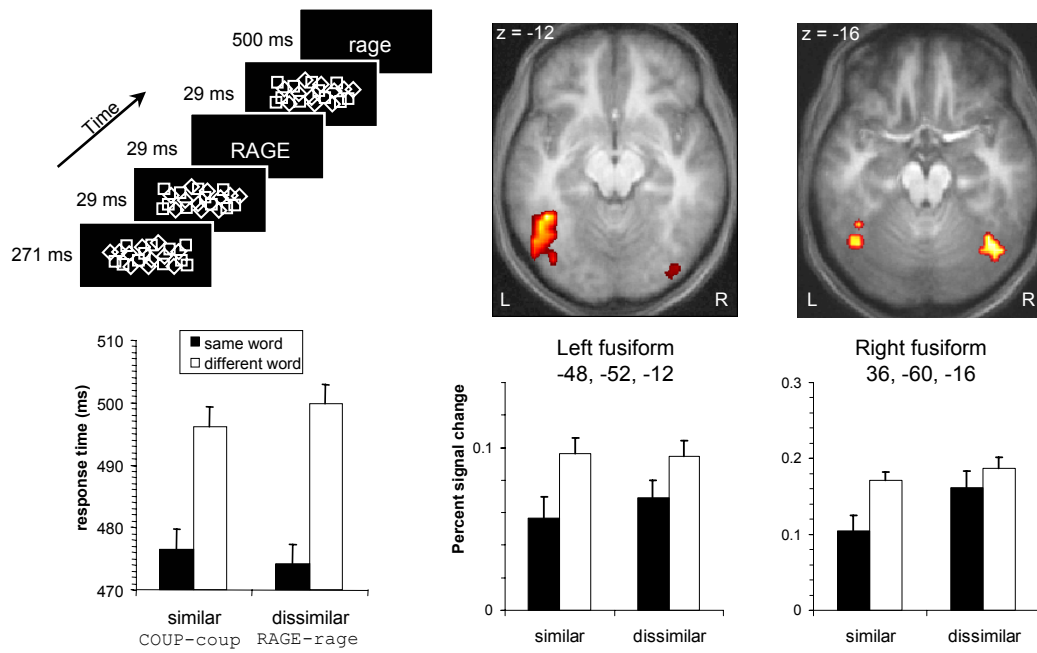 500 ms
rage
29 ms
Time
29 ms
RAGE
29 ms
271 ms
z = -12
L
R
z = -16
L
R
same word
different word
response time (ms)
510
500
490
480
470
similar
dissimilar
COUP-coup
RAGE-rage
Left fusiform
-48, -52, -12
Percent signal change
0.1
0
similar
dissimilar
Right fusiform
36, -60, -16
0.3
0.2
0.1
0
similar
dissimilar